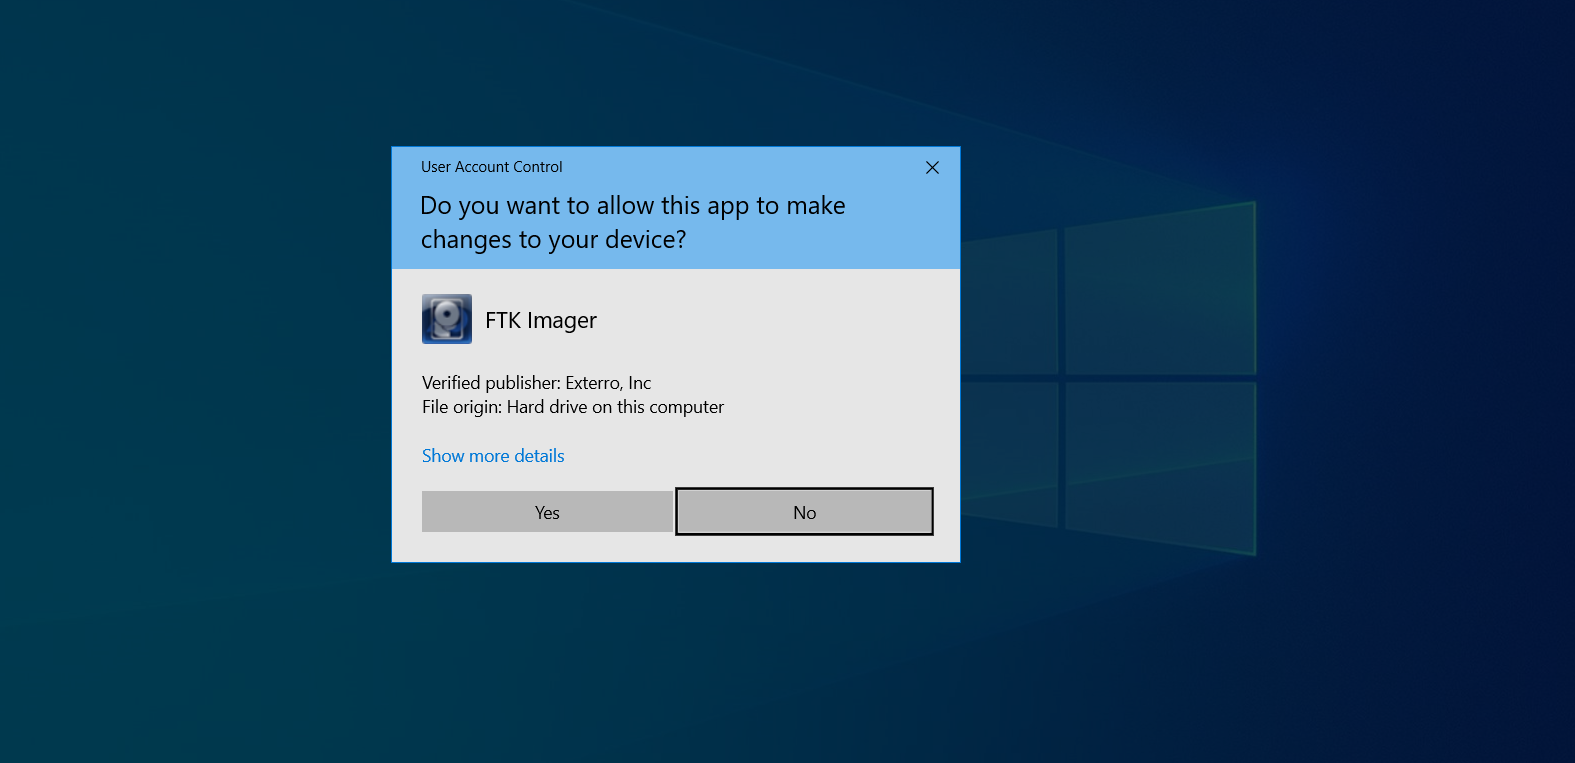 User Account Control
Do you want to allow this app to make
changes to your device?
FTK Imager
Verified publisher: Exterro, Inc
File origin: Hard drive on this computer
Show more details
Yes
No